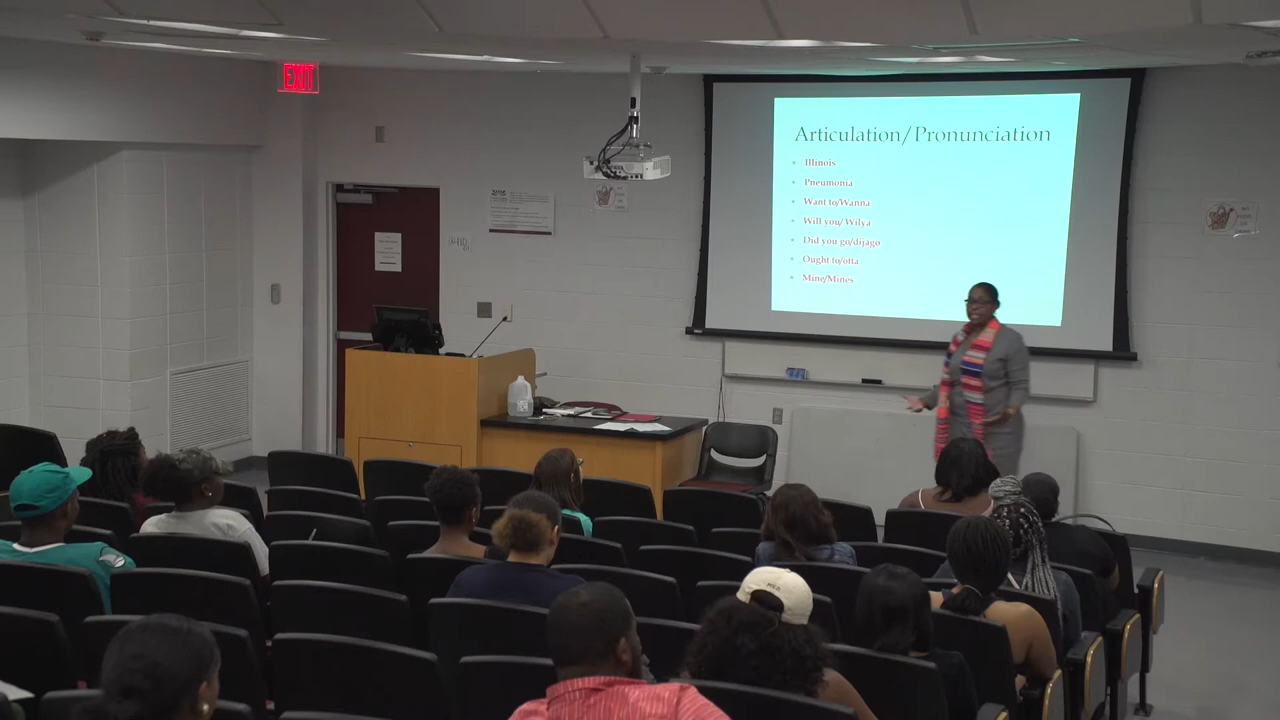 EXIT
Articulation/Pronunciation
Illinois
Pneumonia
Want to/Wanna
Will you/ Wilya
Did you go/dijago
Ought to/otta
Mine/Mines